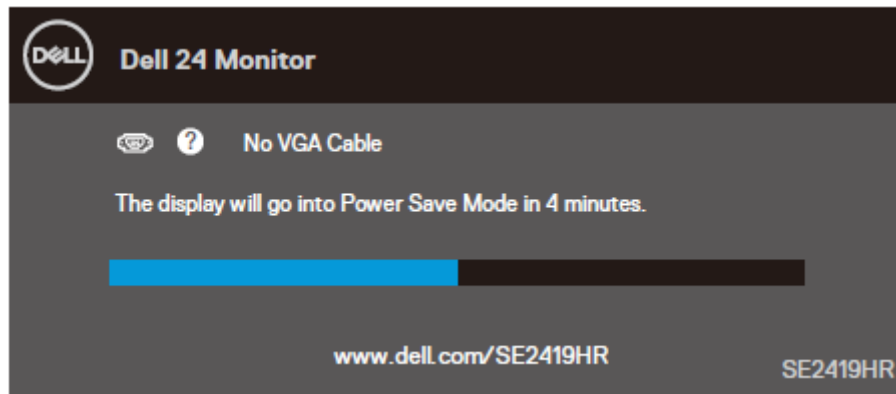 DELL
Dell 24 Monitor
? No VGA Cable
The display will go into Power Save Mode in 4 minutes.
www.dell.com/SE2419HR
SE2419HR